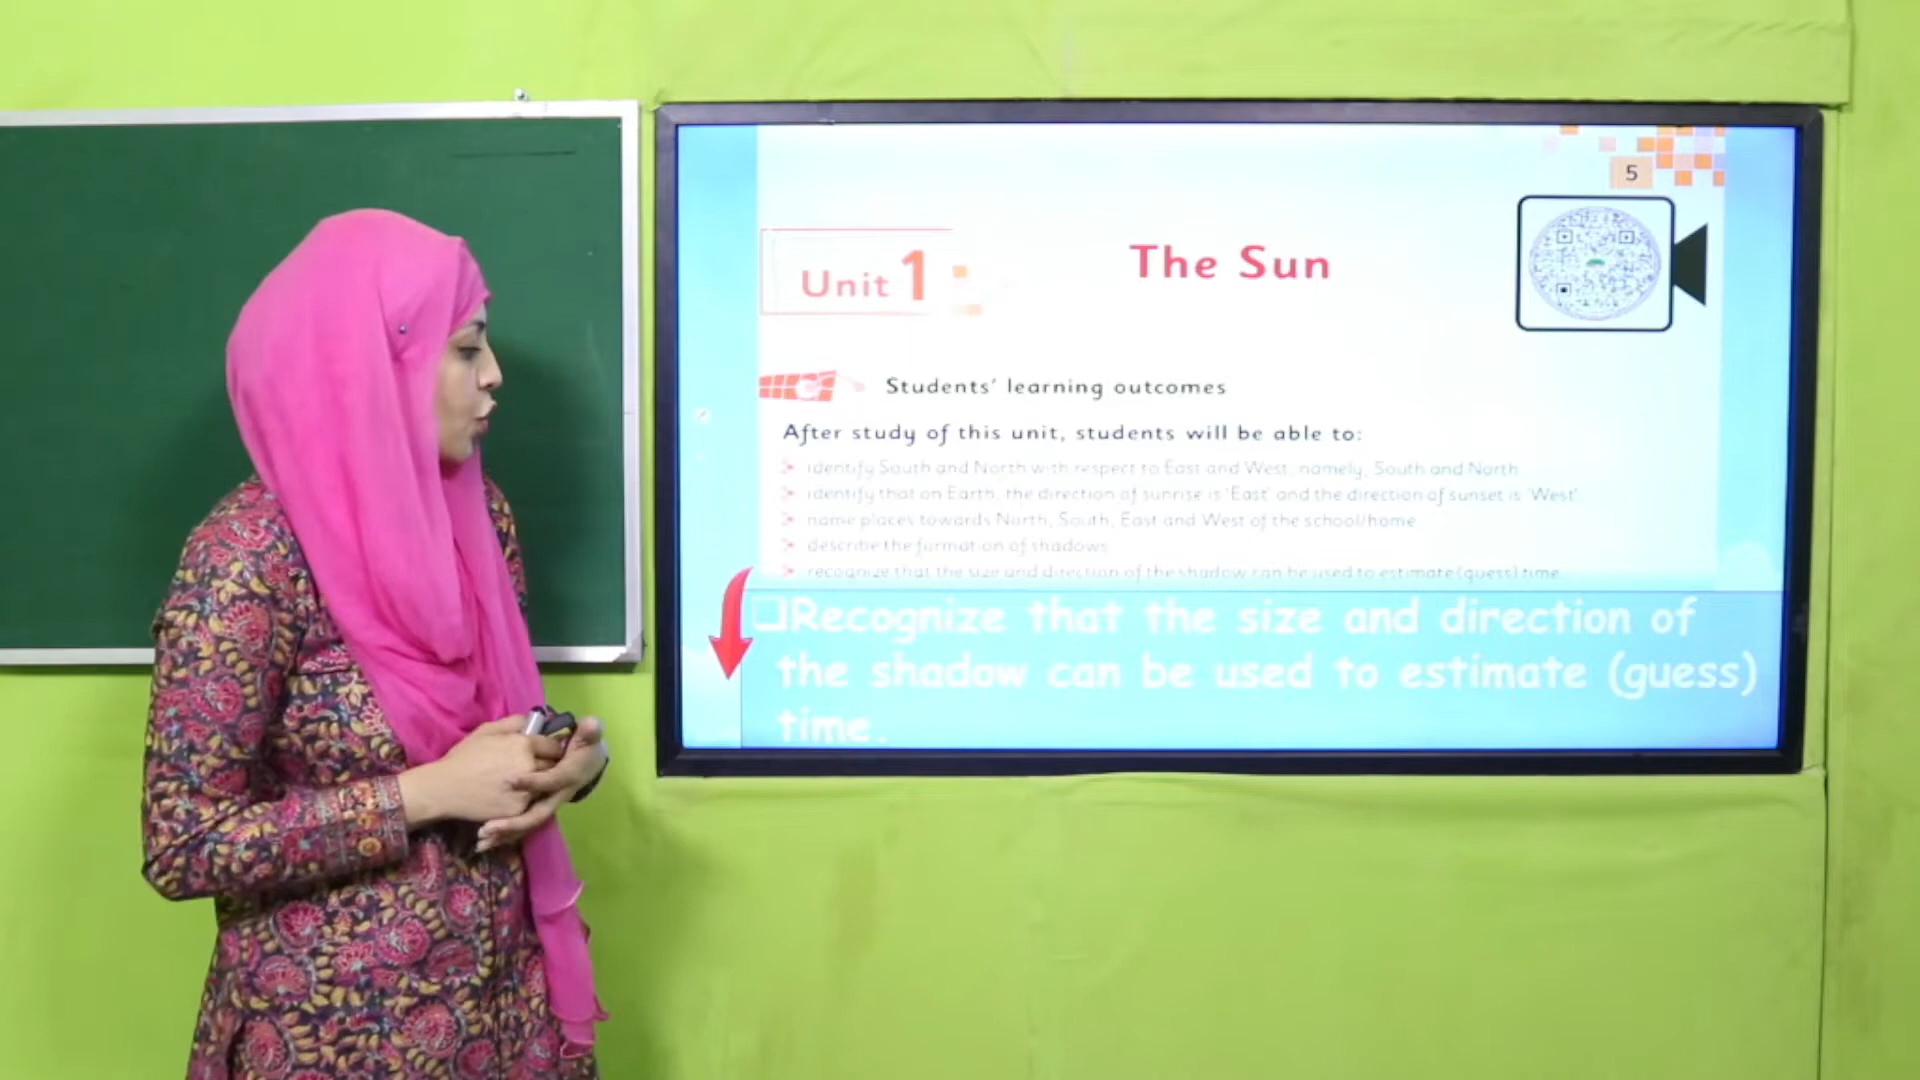 5
Unit 1
The Sun
Students' learning outcomes
After study of this unit, students will be able to:
➢ identify South and North with respect to East and West, namely, South and North
➢ identify that on Earth, the direction of sunrise is 'East' and the direction of sunset is 'West'
➢ name places towards North, South, East and West of the school/home
➢ describe the formation of shadows
➢ recognize that the size and direction of the shadow can be used to estimate (guess) time.
❑Recognize that the size and direction of
the shadow can be used to estimate (guess)
time.